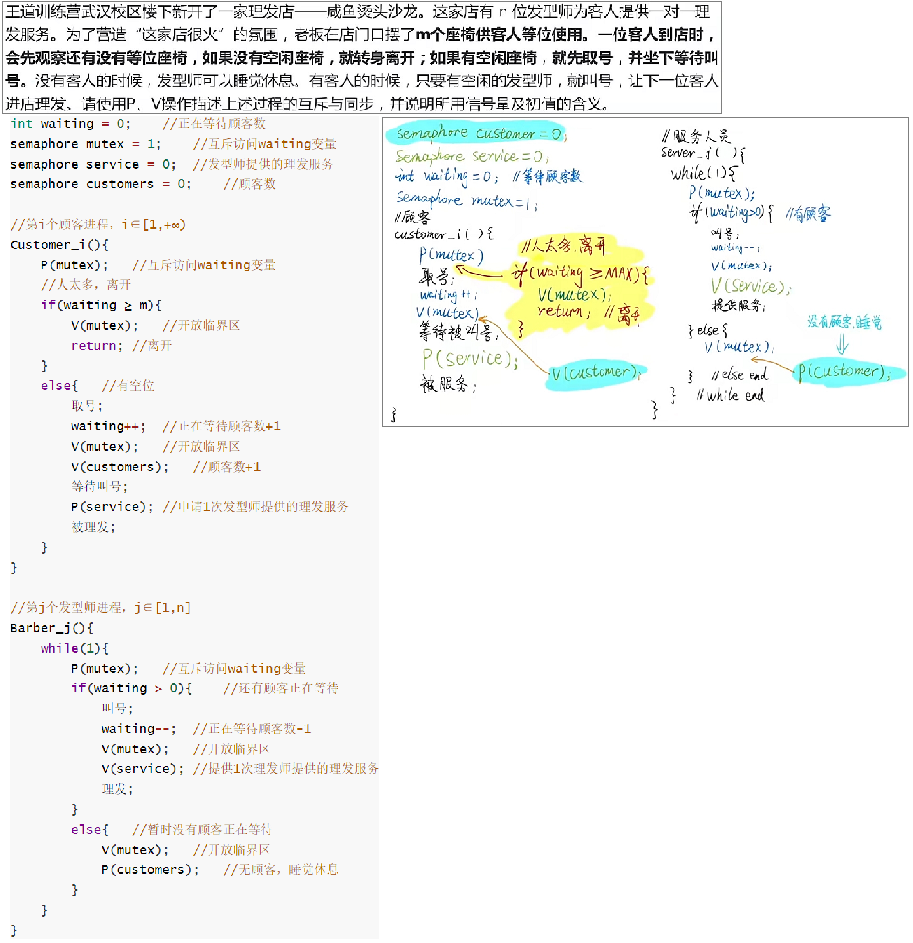 王道训练营武汉校区楼下新开了一家理发店——咸鱼烫头沙龙。这家店有 n 位发型师为客人提供一对一理
发服务。为了营造“这家店很火”的氛围，老板在店门口摆了m个座椅供客人等位使用。一位客人到店时，
会先观察还有没有等位座椅，如果没有空闲座椅，就转身离开；如果有空闲座椅，就先取号，并坐下等待叫
号。没有客人的时候，发型师可以睡觉休息。有客人的时候，只要有空闲的发型师，就叫号，让下一位客人
进店理发、请使用P、V操作描述上述过程的互斥与同步，并说明所用信号量及初值的含义。
int waiting = 0; //正在等待顾客数
semaphore mutex = 1; //互斥访问waiting变量
semaphore service = 0; //发型师提供的理发服务
semaphore customers = 0; //顾客数
//第i个顾客进程，i∈[1,+∞)
Customer_i(){
P(mutex); //互斥访问waiting变量
//人太多，离开
if(waiting ≥ m){
V(mutex); //开放临界区
return; //离开
}
else{ //有空位
取号;
waiting++; //正在等待顾客数+1
V(mutex); //开放临界区
V(customers); //顾客数+1
等待叫号;
P(service); //申请1次发型师提供的理发服务
被理发;
}
}
//第j个发型师进程，j∈[1,n]
Barber_j(){
while(1){
P(mutex); //互斥访问waiting变量
if(waiting > 0){ //还有顾客正在等待
叫号;
waiting--; //正在等待顾客数-1
V(mutex); //开放临界区
V(service); //提供1次理发师提供的理发服务
理发;
}
else{ //暂时没有顾客正在等待
V(mutex); //开放临界区
P(customers); //无顾客，睡觉休息
}
}
}
semaphore customer = 0;
Semaphore service = 0;
int waiting = 0; //等待顾客数
Semaphore mutex = 1;
//顾客
customer_i(){
P(mutex)
取号;
waiting++;
V(mutex)
等待被叫号;
P(service);
被服务;
}
//人太多,离开
if(waiting ≥ MAX){
V(mutex);
return; //离开
}
V(customer);
//服务人员
Server_j(){
while(1){
P(mutex);
if(waiting>0){ //有顾客
叫号;
waiting--;
V(mutex);
V(service);
提供服务;
}else{
V(mutex);
} //else end
} //while end
}
没有顾客,睡觉
P(customer);